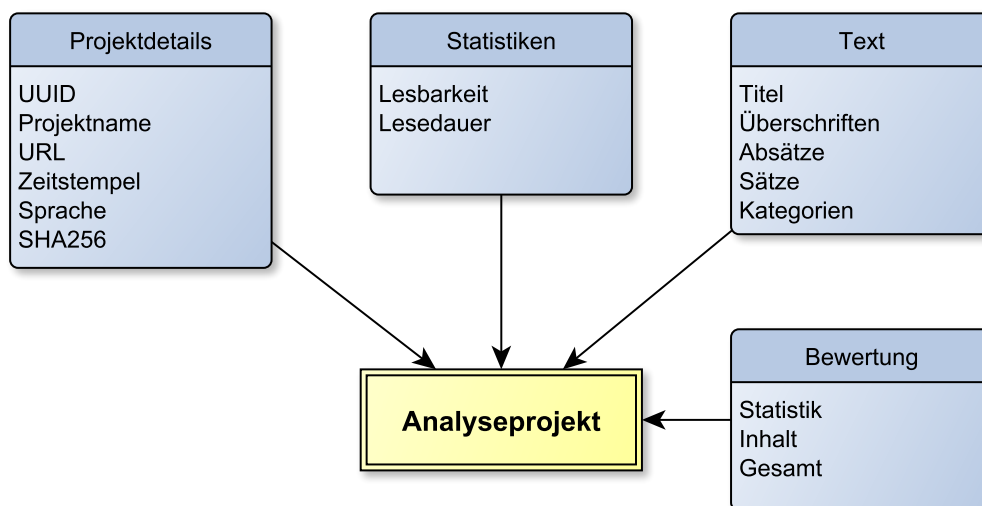 Projektdetails
UUID
Projektname
URL
Zeitstempel
Sprache
SHA256
Statistiken
Lesbarkeit
Lesedauer
Text
Titel
Überschriften
Absätze
Sätze
Kategorien
Analyseprojekt
Bewertung
Statistik
Inhalt
Gesamt